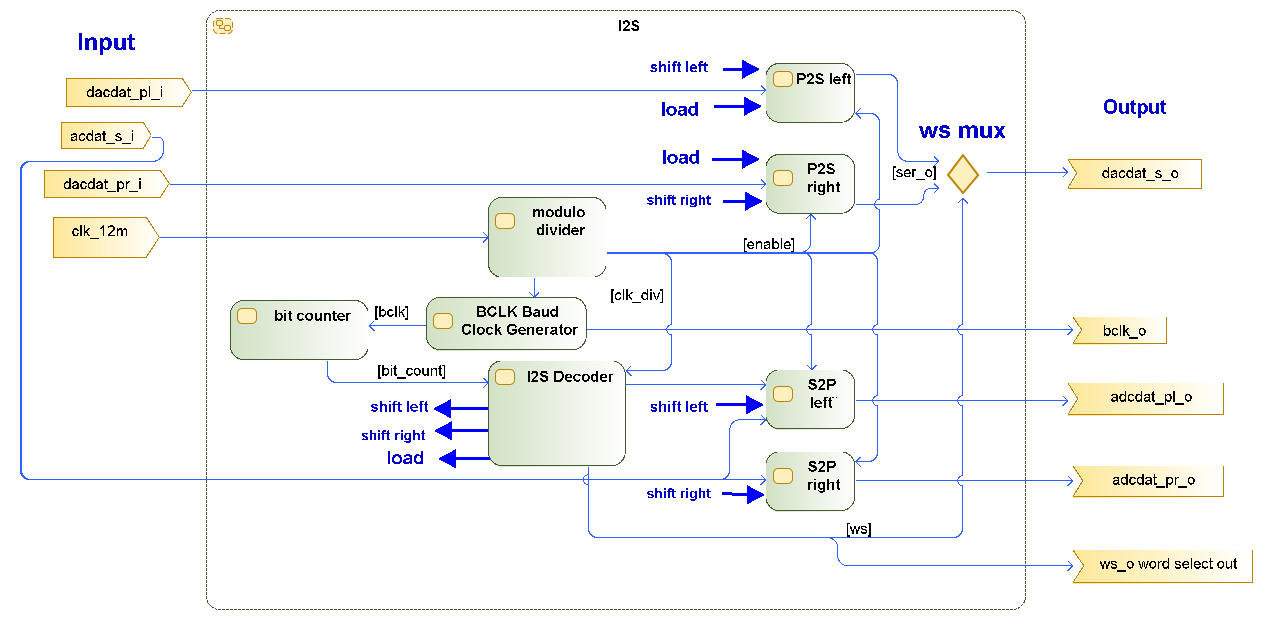 I2S
Input
shift left
P2S left
dacdat_pl_i
load
Output
acdat_s_i
ws mux
load
P2S
right
[ser_o]
dacdat_s_o
dacdat_pr_i
shift right
modulo
divider
clk_12m
[enable]
[clk_div]
bit counter
[bclk]
BCLK Baud
Clock Generator
bclk_o
[bit_count]
I2S Decoder
S2P
left
adcdat_pl_o
shift left
shift left
shift right
load
S2P
right
adcdat_pr_o
shift right
[ws]
ws_o word select out